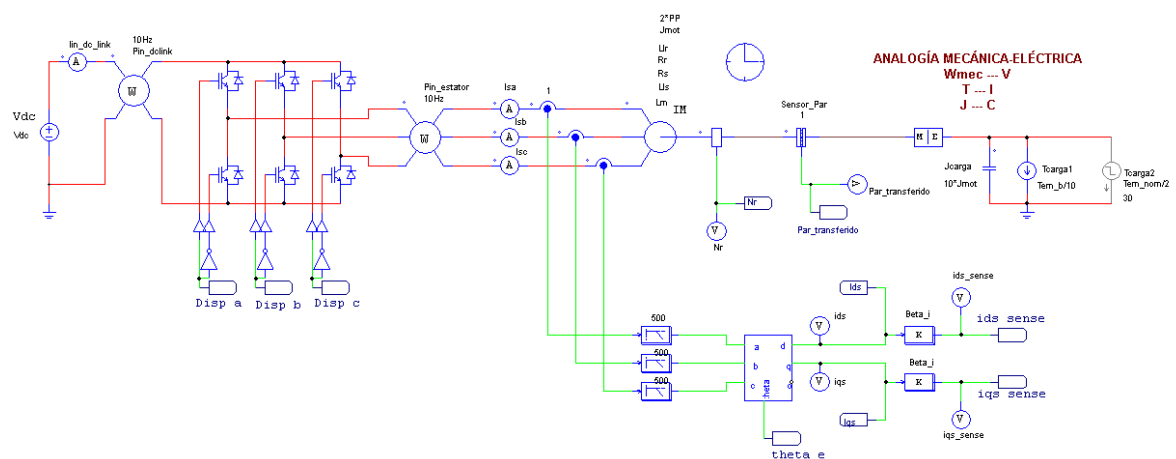 Iin_dc_link
A
10Hz
Pin_dclink
W
Vdc
Vdc
Disp a
Disp b
Disp c
Pin_estator
10Hz
W
Isa
A
Isb
A
Isc
A
1
2*PP
Jmot
Llr
Rr
Rs
Lls
Lm
IM
Sensor_Par
1
Nr
V
Nr
Par_transferido
Par_transferido
M E
ANALOGÍA MECÁNICA-ELÉCTRICA
Wmec --- V
T --- I
J --- C
Jcarga
10*Jmot
Tcarga1
Tem_b/10
Tcarga2
Tem_nom/2
30
500
500
500
a
b
c
d
q
o
theta
theta e
V
ids
V
iqs
Ids
Iqs
Beta_i
K
Beta_i
K
ids_sense
V
ids sense
iqs sense
V
iqs_sense